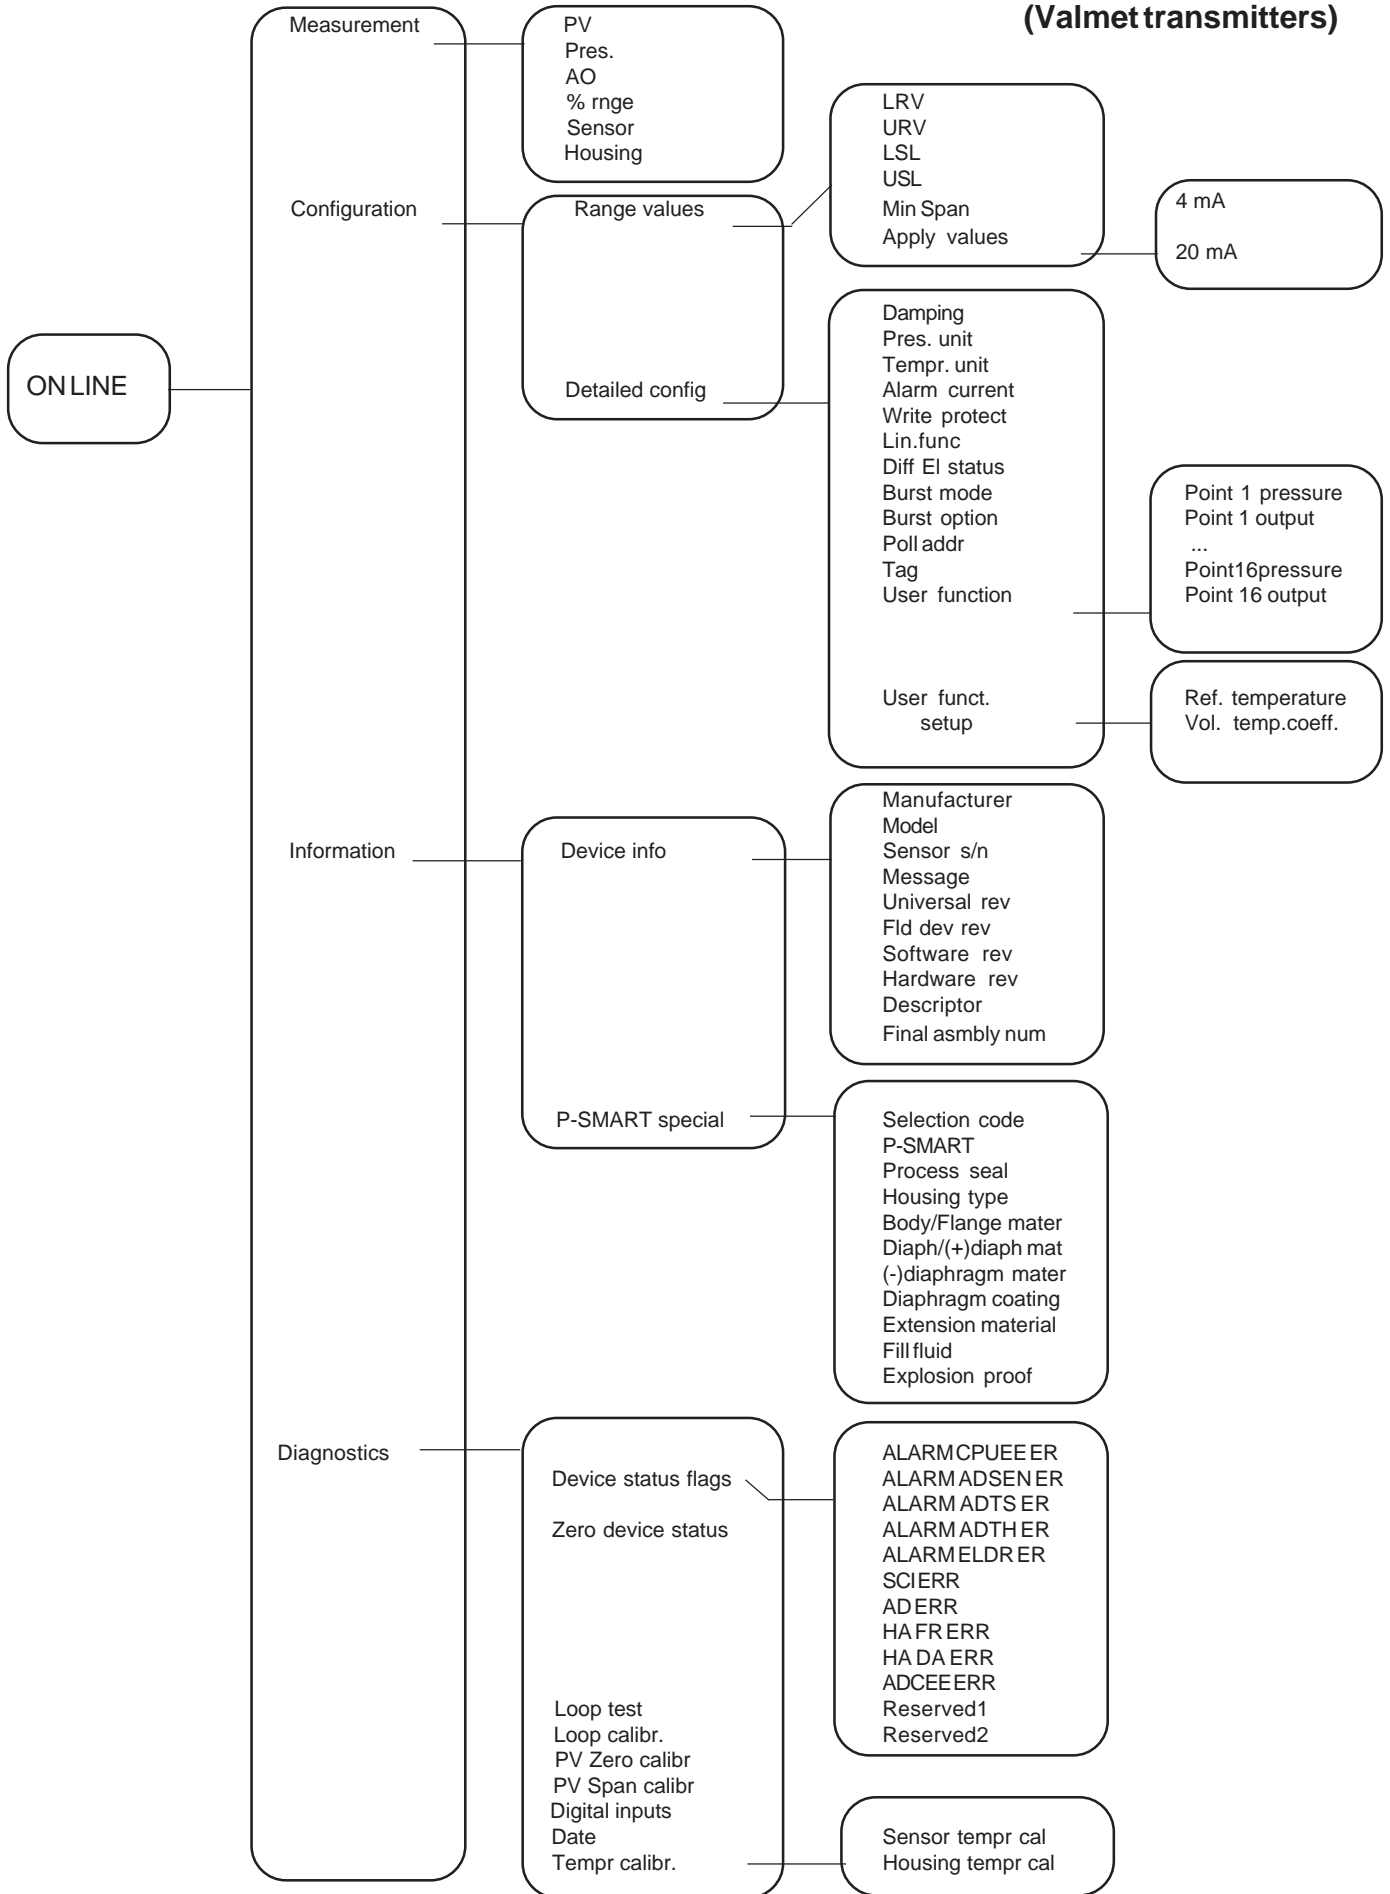 (Valmet transmitters)
ON LINE
Measurement
Configuration
Information
Diagnostics
PV
Pres.
AO
% rnge
Sensor
Housing
Range values
Detailed config
LRV
URV
LSL
USL
Min Span
Apply values
4 mA
20 mA
Damping
Pres. unit
Tempr. unit
Alarm current
Write protect
Lin.func
Diff El status
Burst mode
Burst option
Poll addr
Tag
User function
User funct.
setup
Point 1 pressure
Point 1 output
...
Point16pressure
Point 16 output
Ref. temperature
Vol. temp.coeff.
Device info
P-SMART special
Manufacturer
Model
Sensor s/n
Message
Universal rev
Fld dev rev
Software rev
Hardware rev
Descriptor
Final asmbly num
Selection code
P-SMART
Process seal
Housing type
Body/Flange mater
Diaph/(+)diaph mat
(-)diaphragm mater
Diaphragm coating
Extension material
Fill fluid
Explosion proof
Device status flags
Zero device status
Loop test
Loop calibr.
PV Zero calibr
PV Span calibr
Digital inputs
Date
Tempr calibr.
ALARM CPUEE ER
ALARM ADSEN ER
ALARM ADTS ER
ALARM ADTH ER
ALARM ELDR ER
SCI ERR
AD ERR
HA FR ERR
HA DA ERR
ADCEE ERR
Reserved1
Reserved2
Sensor tempr cal
Housing tempr cal